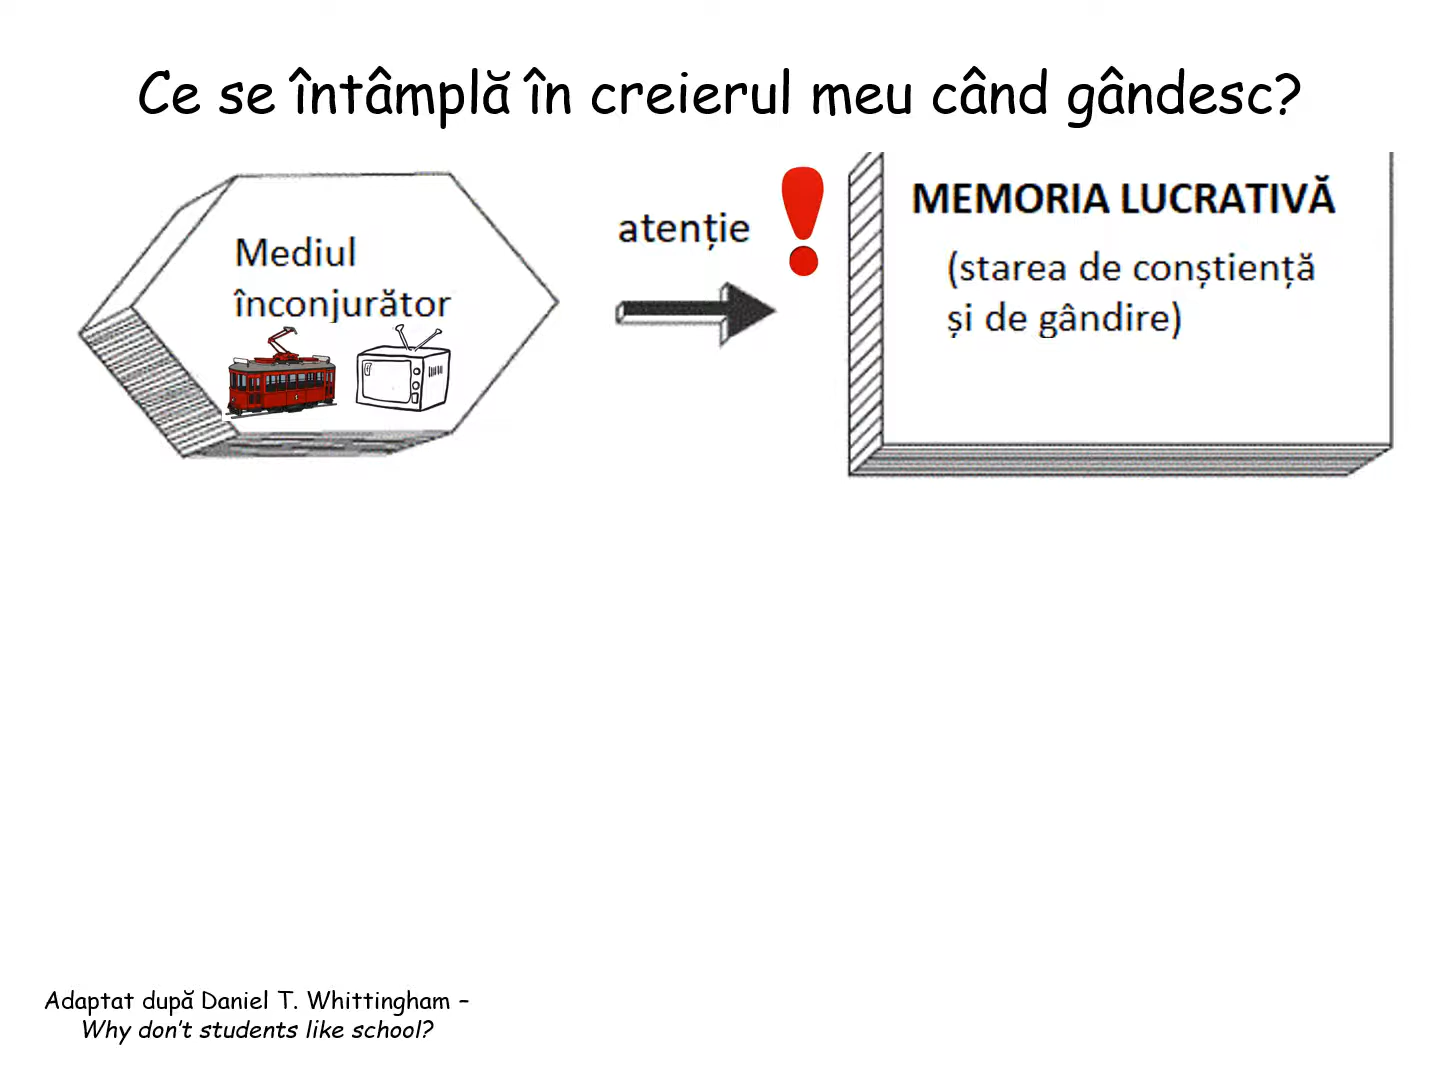 Ce se întâmplă în creierul meu când gândesc?
Mediul
înconjurător
atenție
MEMORIA LUCRATIVĂ
(starea de conștiență
și de gândire)
Adaptat după Daniel T. Whittingham –
Why don't students like school?